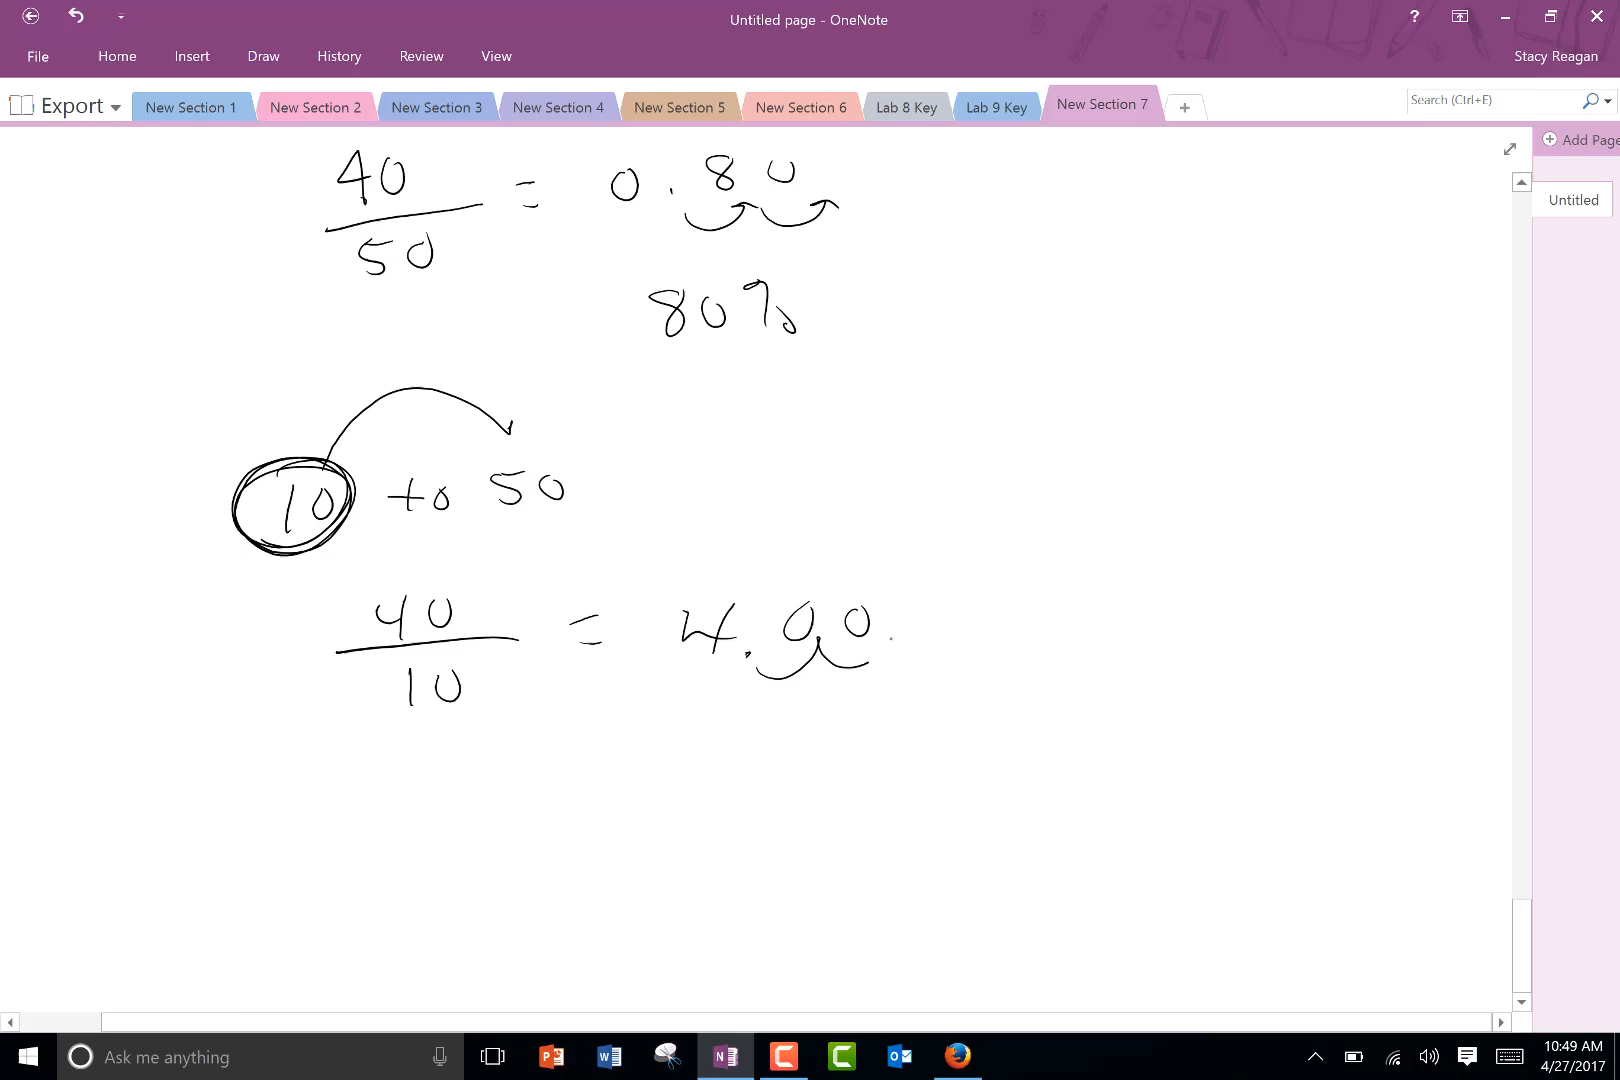 Untitled page - OneNote
?
File Home Insert Draw History Review View
Stacy Reagan
Export New Section 1 New Section 2 New Section 3 New Section 4 New Section 5 New Section 6 Lab 8 Key Lab 9 Key New Section 7 +
Search (Ctrl+E)
Add Page
Untitled
40
50
= 0.80
80%
10 to 50
40
10
= 4.00.
Ask me anything
10:49 AM
4/27/2017